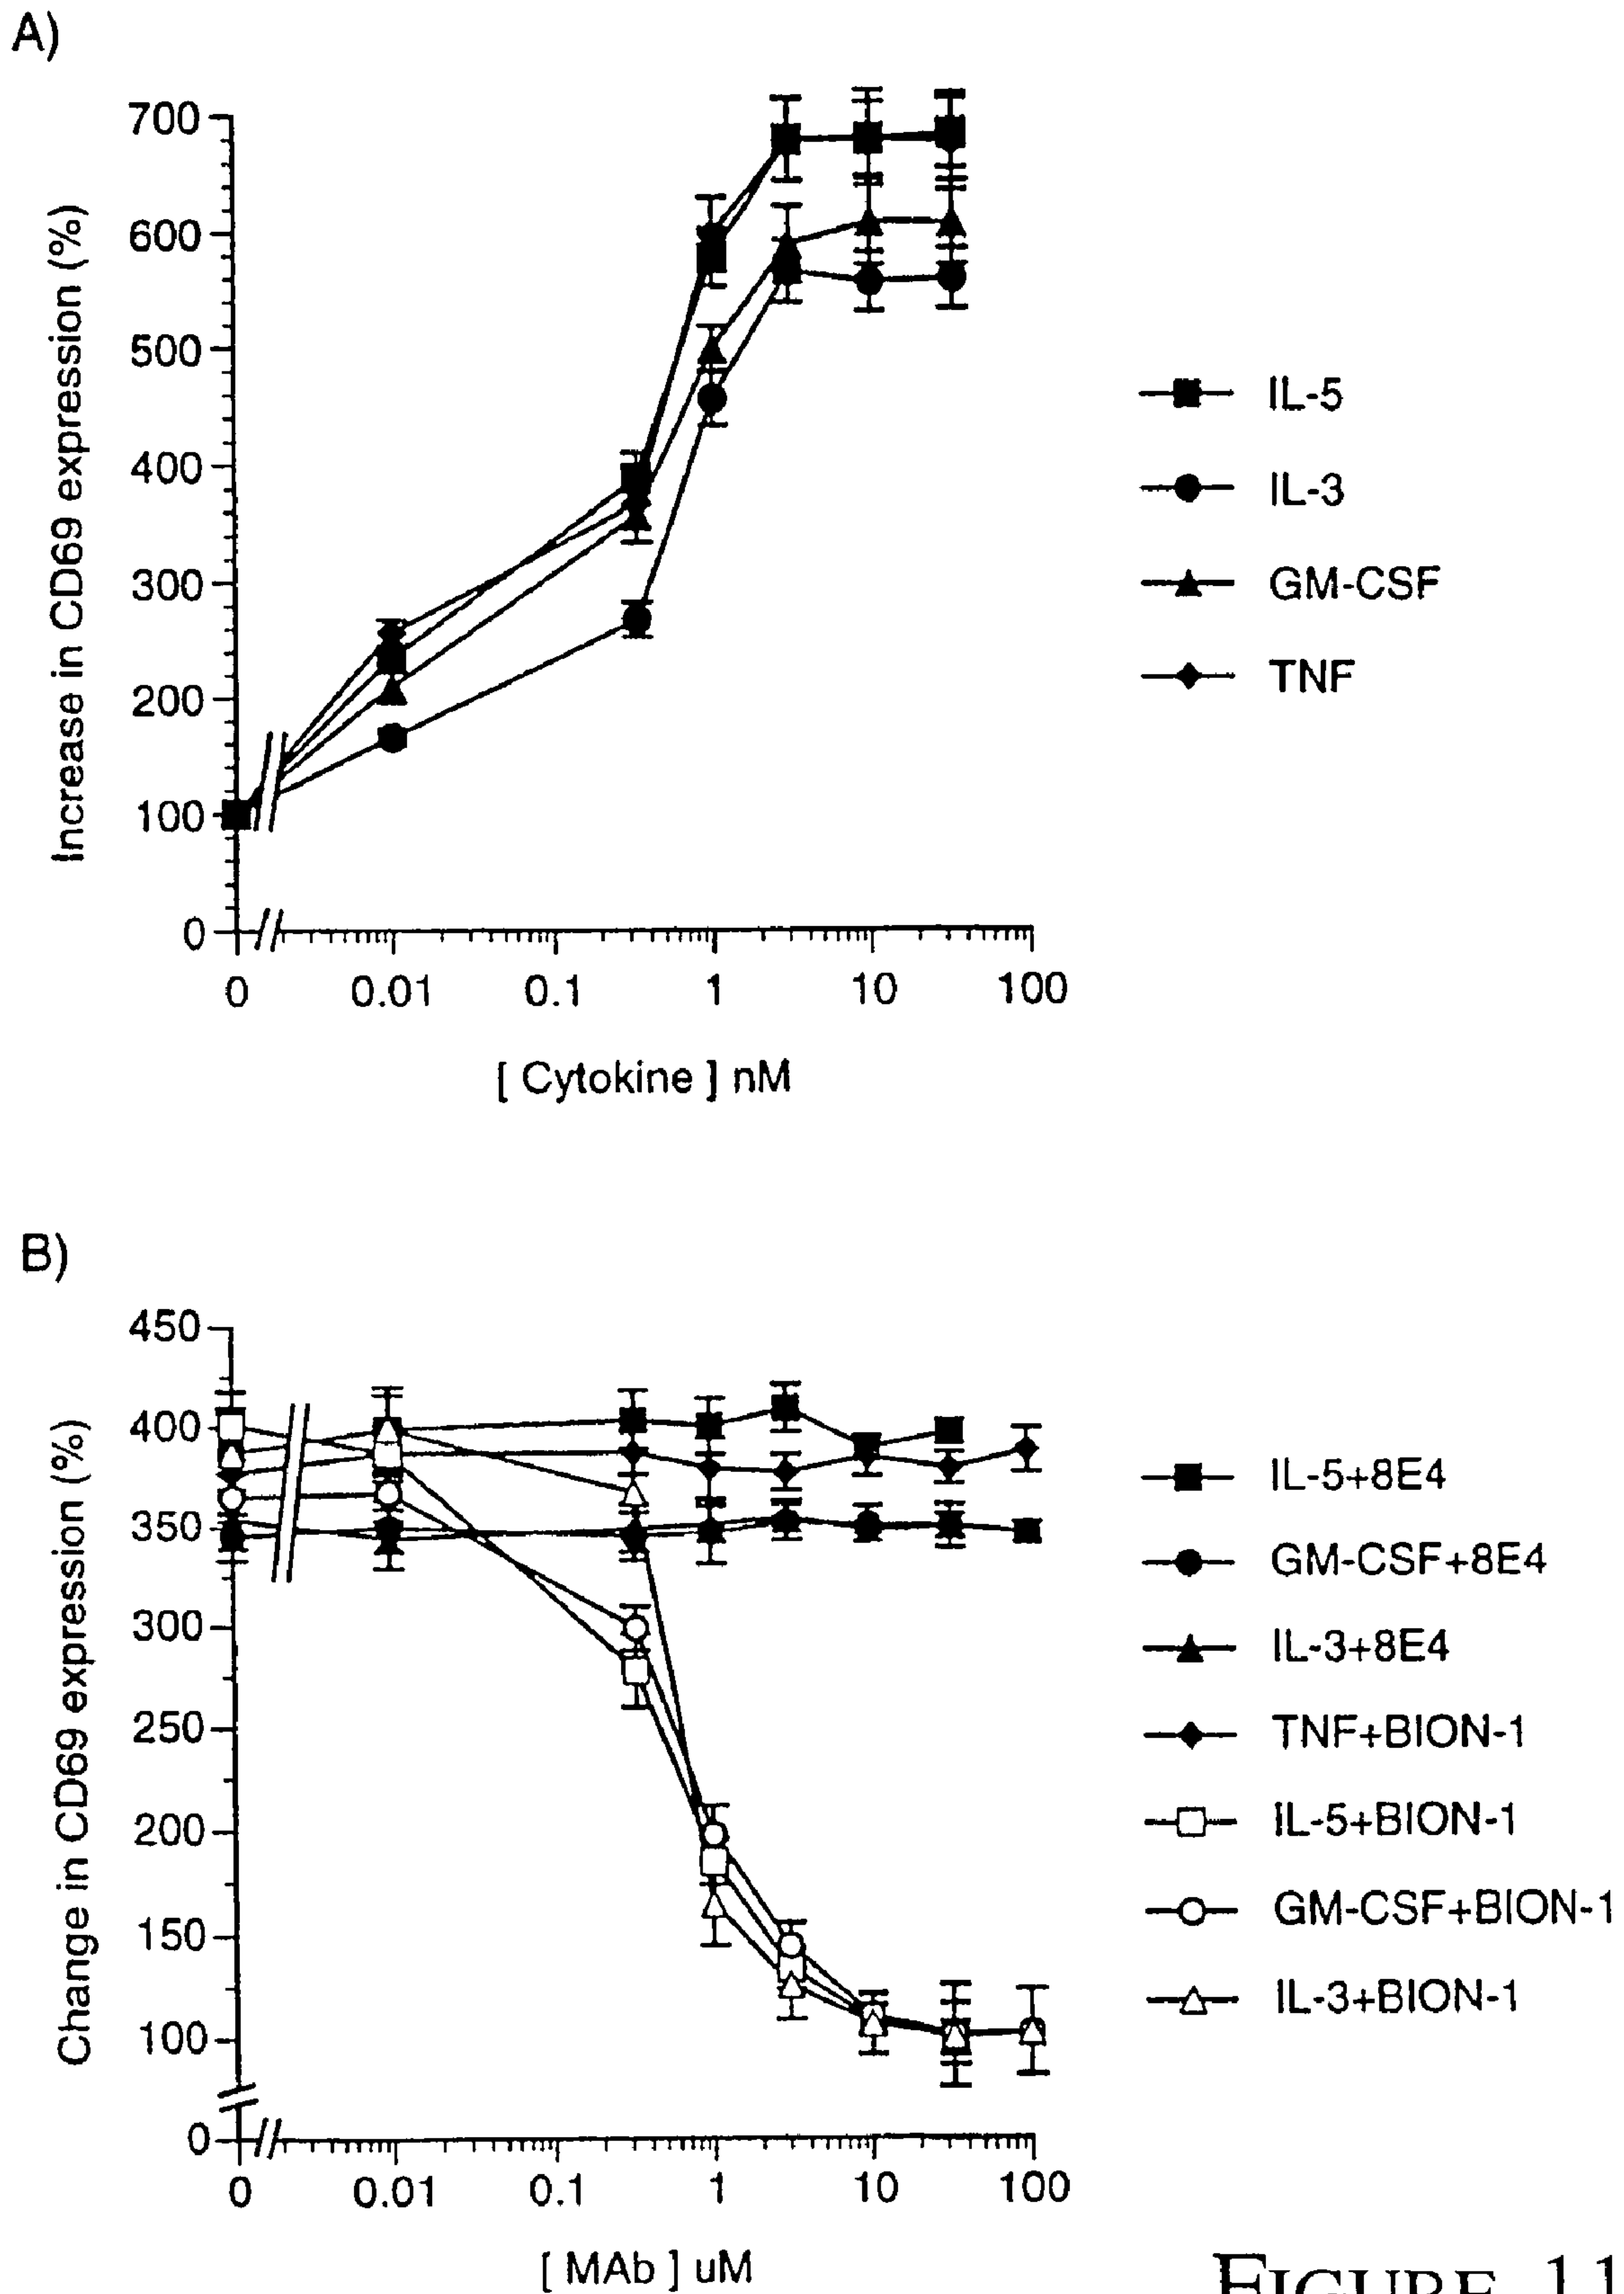 A)
700
600
500
400
300
200
100
0
Increase in CD69 expression (%)
0 0.01 0.1 1 10 100
[ Cytokine ] nM
IL-5
IL-3
GM-CSF
TNF
B)
450
400
350
300
250
200
150
100
0
Change in CD69 expression (%)
0 0.01 0.1 1 10 100
[ MAb ] uM
IL-5+8E4
GM-CSF+8E4
IL-3+8E4
TNF+BION-1
IL-5+BION-1
GM-CSF+BION-1
IL-3+BION-1
FIGURE 11